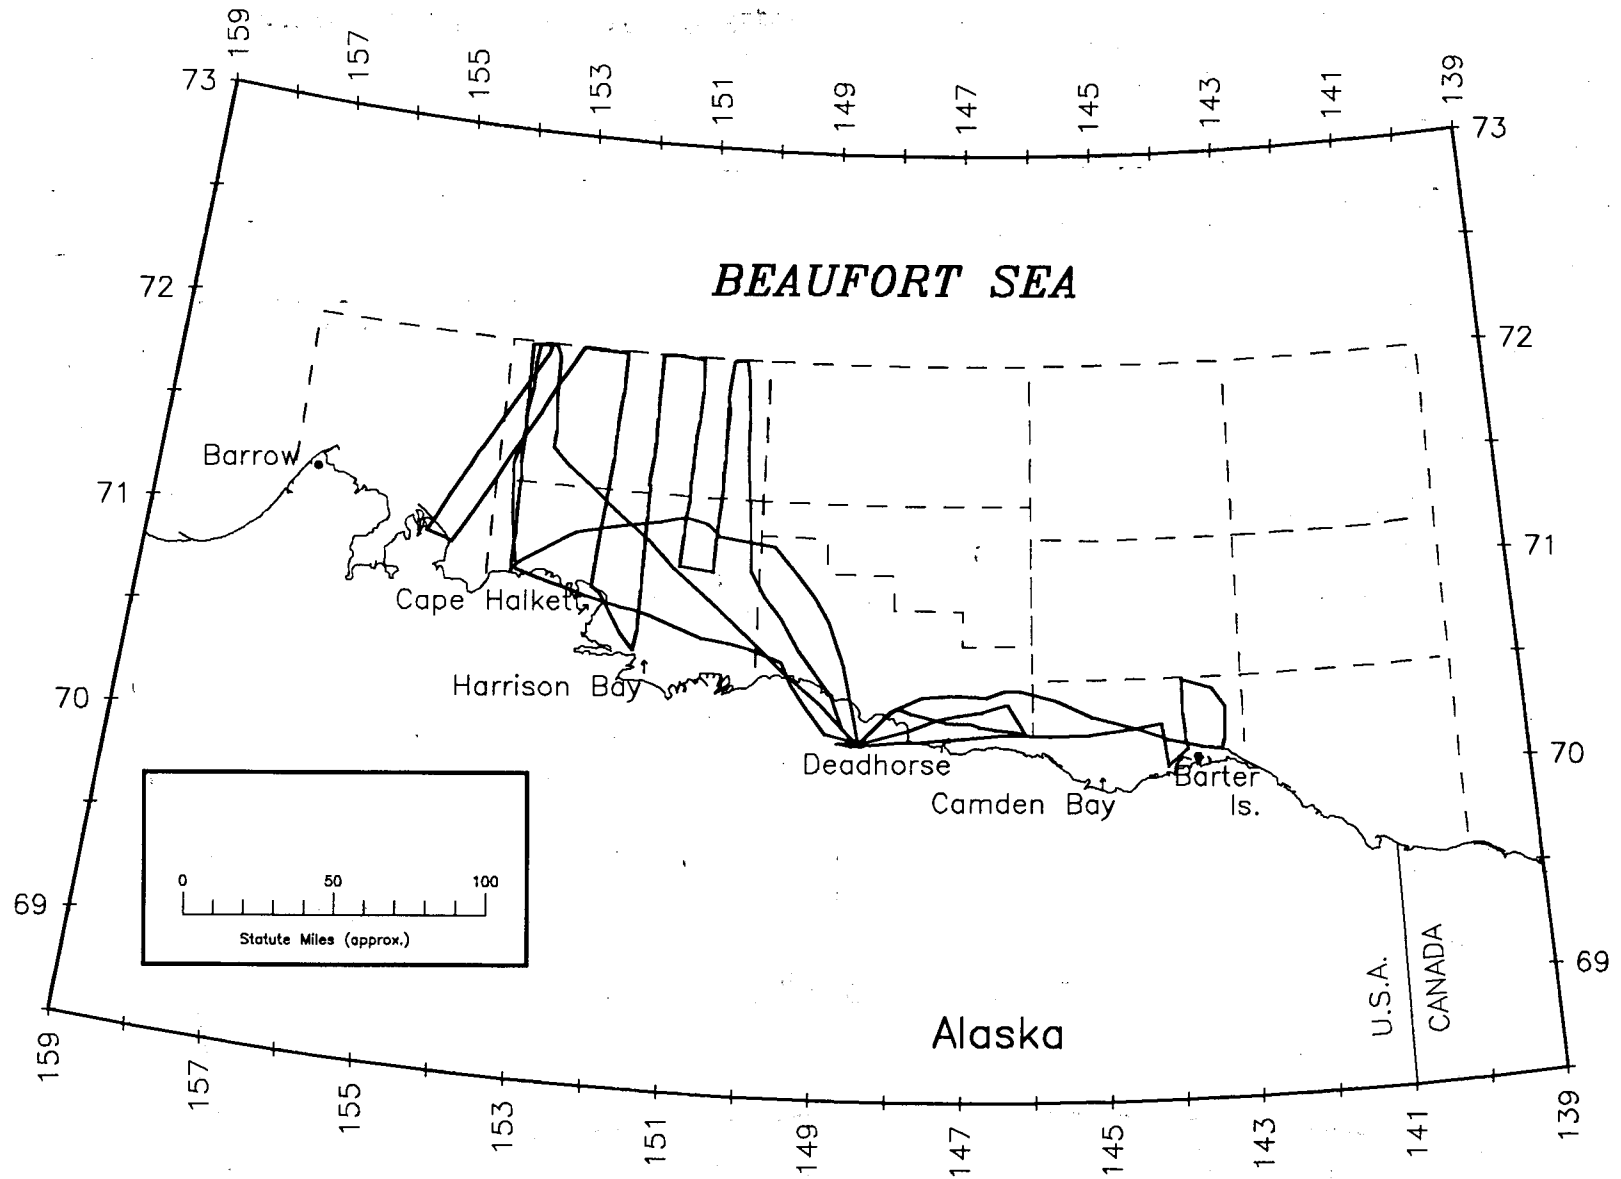 159
157
155
153
151
149
147
145
143
141
139
73
73
BEAUFORT SEA
72
72
Barrow
71
71
Cape Halkett
Harrison Bay
70
70
Deadhorse
Camden Bay
Barter
Is.
0 50 100
Statute Miles (approx.)
69
69
U.S.A.
CANADA
Alaska
159
157
155
153
151
149
147
145
143
141
139